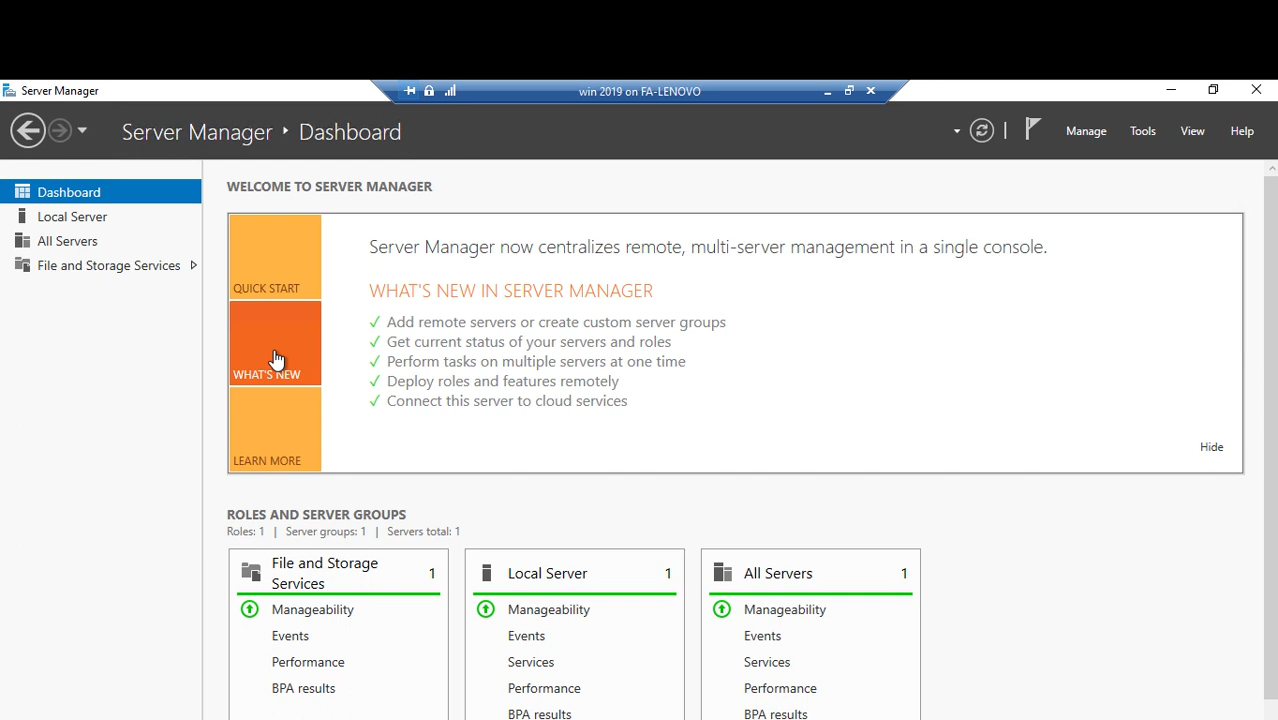 Server Manager
win 2019 on FA-LENOVO
Server Manager
Dashboard
Manage
Tools
View
Help
Dashboard
Local Server
All Servers
File and Storage Services
WELCOME TO SERVER MANAGER
QUICK START
WHAT'S NEW
LEARN MORE
Server Manager now centralizes remote, multi-server management in a single console.
WHAT'S NEW IN SERVER MANAGER
Add remote servers or create custom server groups
Get current status of your servers and roles
Perform tasks on multiple servers at one time
Deploy roles and features remotely
Connect this server to cloud services
Hide
ROLES AND SERVER GROUPS
Roles: 1 | Server groups: 1 | Servers total: 1
File and Storage
Services
1
Manageability
Events
Performance
BPA results
Local Server
1
Manageability
Events
Services
Performance
BPA results
All Servers
1
Manageability
Events
Services
Performance
BPA results